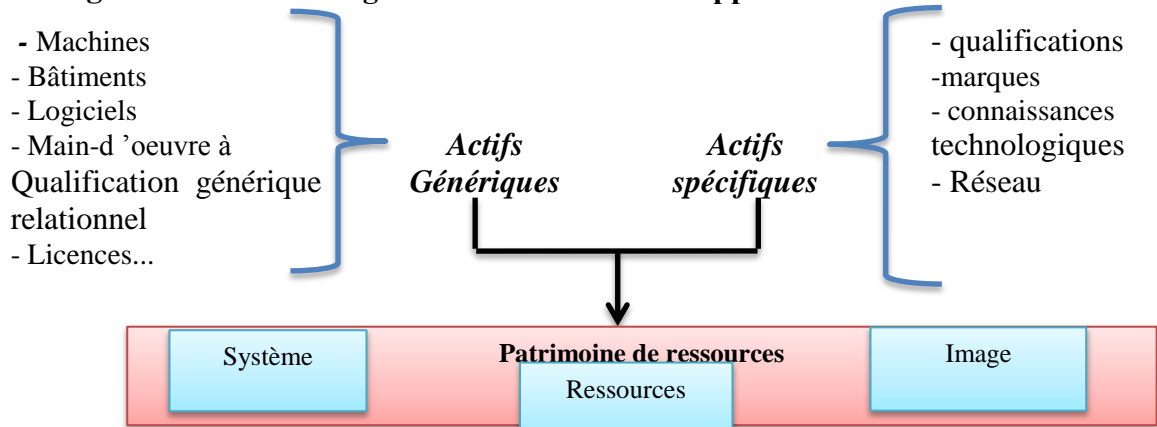 - Machines
- Bâtiments
- Logiciels
- Main-d ’oeuvre à
Qualification générique
relationnel
- Licences...
Actifs
Génériques
Actifs
spécifiques
- qualifications
-marques
- connaissances
technologiques
- Réseau
Système
Patrimoine de ressources
Image
Ressources